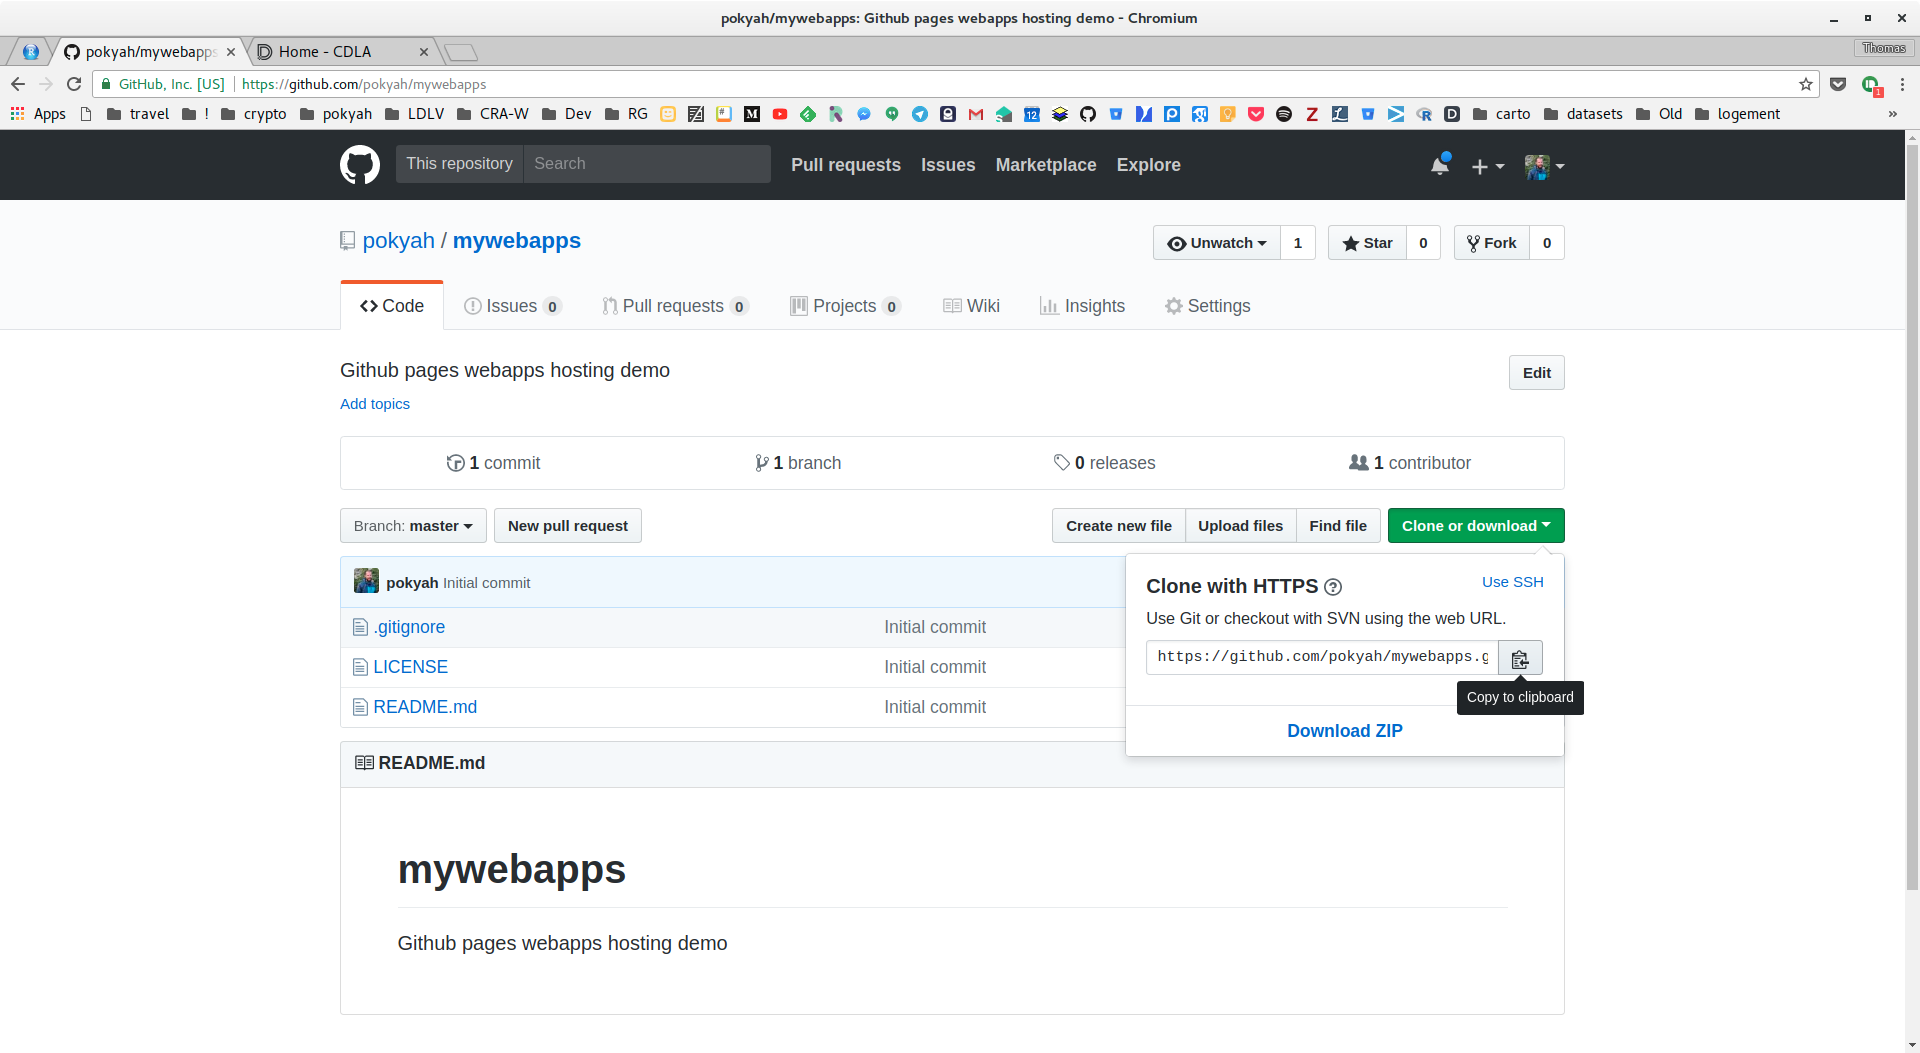 pokyah/mywebapps: Github pages webapps hosting demo - Chromium
pokyah/mywebapps
Home - CDLA
Thomas
GitHub, Inc. [US]
https://github.com/pokyah/mywebapps
1
Apps
travel
!
crypto
pokyah
LDLV
CRA-W
Dev
RG
12
carto
datasets
Old
logement
»
This repository
Search
Pull requests
Issues
Marketplace
Explore
pokyah / mywebapps
Unwatch 1
Star 0
Fork 0
Code
Issues 0
Pull requests 0
Projects 0
Wiki
Insights
Settings
Github pages webapps hosting demo
Edit
Add topics
1 commit
1 branch
0 releases
1 contributor
Branch: master
New pull request
Create new file
Upload files
Find file
Clone or download
pokyah Initial commit
.gitignore Initial commit
LICENSE Initial commit
README.md Initial commit
Clone with HTTPS
Use SSH
Use Git or checkout with SVN using the web URL.
https://github.com/pokyah/mywebapps.g
Copy to clipboard
Download ZIP
README.md
mywebapps
Github pages webapps hosting demo